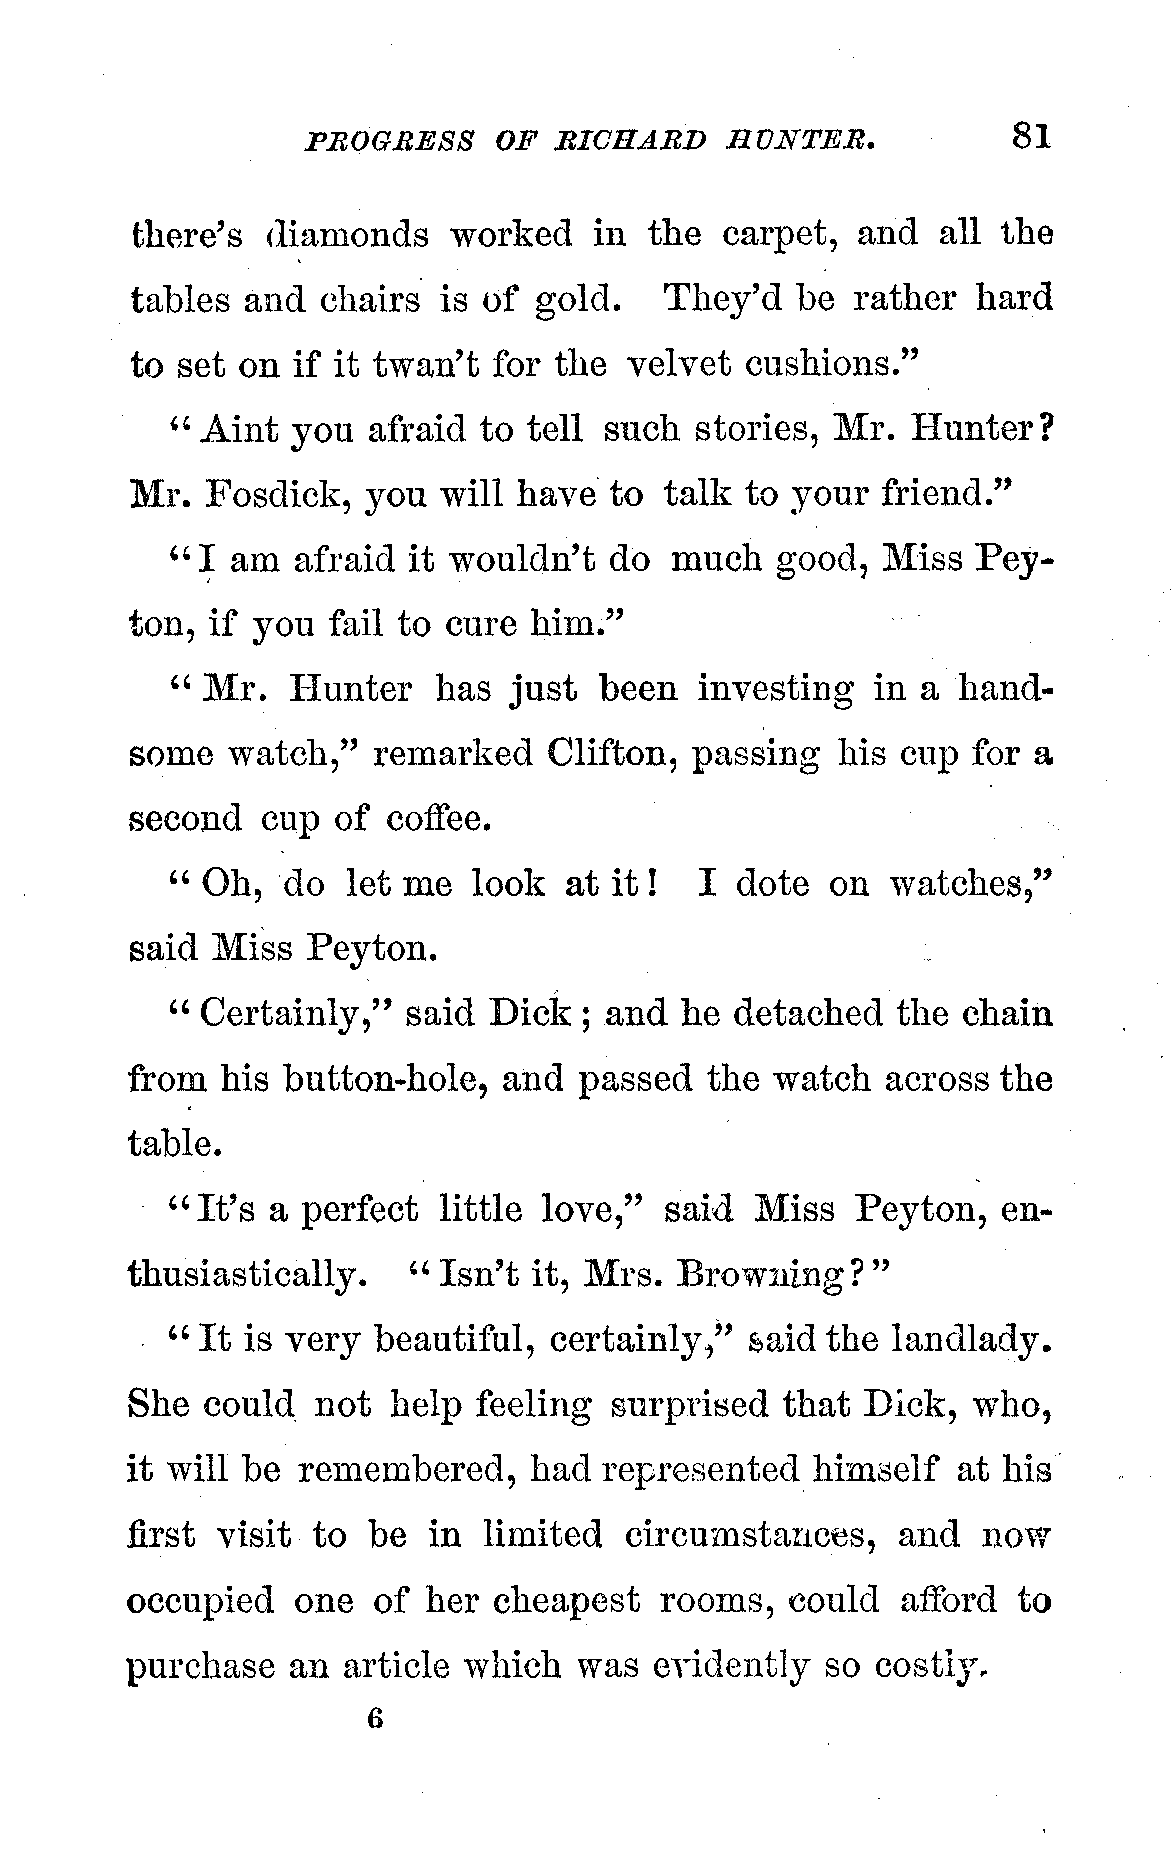 PROGRESS OF RICHARD HUNTER. 81
there's diamonds worked in the carpet, and all the
tables and chairs is of gold. They'd be rather hard
to set on if it twan't for the velvet cushions."
"Aint you afraid to tell such stories, Mr. Hunter?
Mr. Fosdick, you will have to talk to your friend."
"I am afraid it wouldn't do much good, Miss Pey-
ton, if you fail to cure him."
"Mr. Hunter has just been investing in a hand-
some watch," remarked Clifton, passing his cup for a
second cup of coffee.
"Oh, do let me look at it! I dote on watches,"
said Miss Peyton.
"Certainly," said Dick; and he detached the chain
from his button-hole, and passed the watch across the
table.
"It's a perfect little love," said Miss Peyton, en-
thusiastically. "Isn't it, Mrs. Browning?"
"It is very beautiful, certainly," said the landlady.
She could not help feeling surprised that Dick, who,
it will be remembered, had represented himself at his
first visit to be in limited circumstances, and now
occupied one of her cheapest rooms, could afford to
purchase an article which was evidently so costly.
6